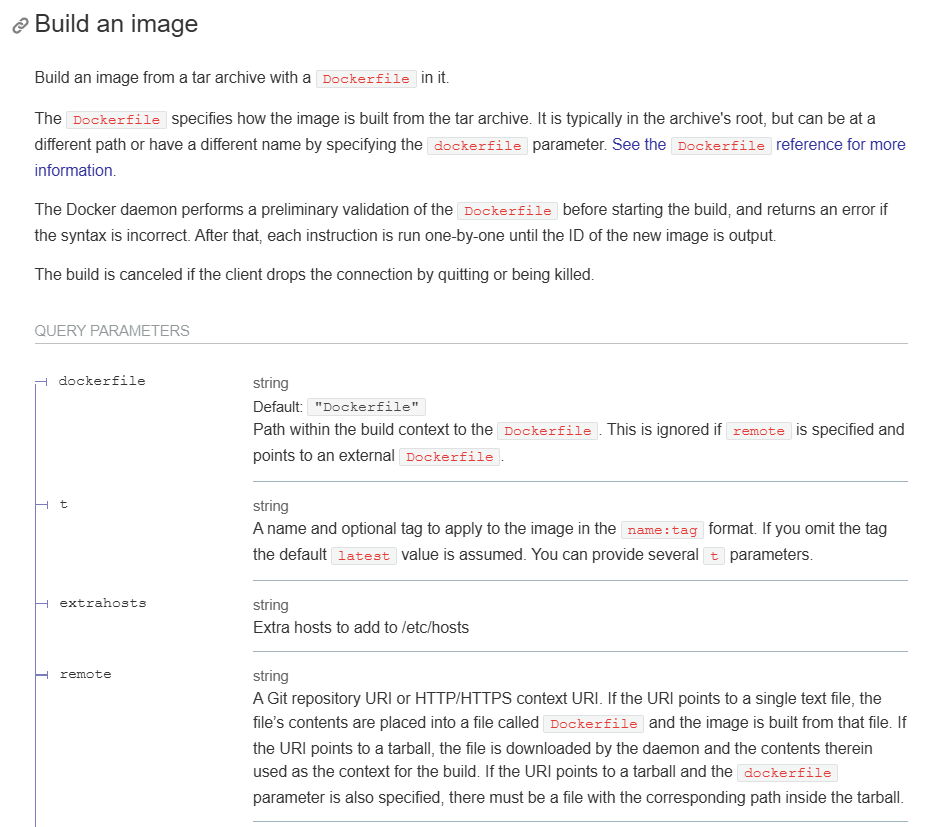 Build an image
Build an image from a tar archive with a Dockerfile in it.
The Dockerfile specifies how the image is built from the tar archive. It is typically in the archive's root, but can be at a
different path or have a different name by specifying the dockerfile parameter. See the Dockerfile reference for more
information.
The Docker daemon performs a preliminary validation of the Dockerfile before starting the build, and returns an error if
the syntax is incorrect. After that, each instruction is run one-by-one until the ID of the new image is output.
The build is canceled if the client drops the connection by quitting or being killed.
QUERY PARAMETERS
dockerfile
string
Default: "Dockerfile"
Path within the build context to the Dockerfile. This is ignored if remote is specified and
points to an external Dockerfile.
t
string
A name and optional tag to apply to the image in the name:tag format. If you omit the tag
the default latest value is assumed. You can provide several t parameters.
extrahosts
string
Extra hosts to add to /etc/hosts
remote
string
A Git repository URI or HTTP/HTTPS context URI. If the URI points to a single text file, the
file’s contents are placed into a file called Dockerfile and the image is built from that file. If
the URI points to a tarball, the file is downloaded by the daemon and the contents therein
used as the context for the build. If the URI points to a tarball and the dockerfile
parameter is also specified, there must be a file with the corresponding path inside the tarball.